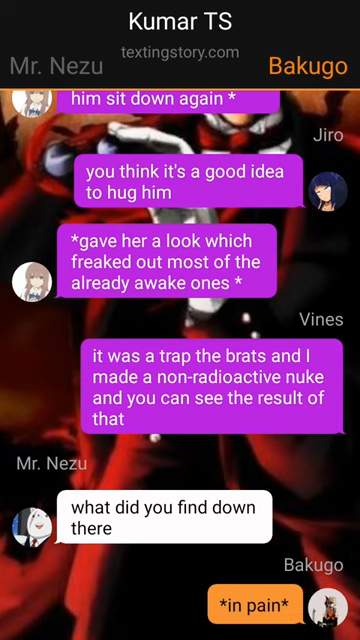 Kumar TS
textingstory.com
Mr. Nezu
Bakugo
him sit down again *
Jiro
you think it's a good idea
to hug him
*gave her a look which
freaked out most of the
already awake ones *
Vines
it was a trap the brats and I
made a non-radioactive nuke
and you can see the result of
that
Mr. Nezu
what did you find down
there
Bakugo
*in pain*